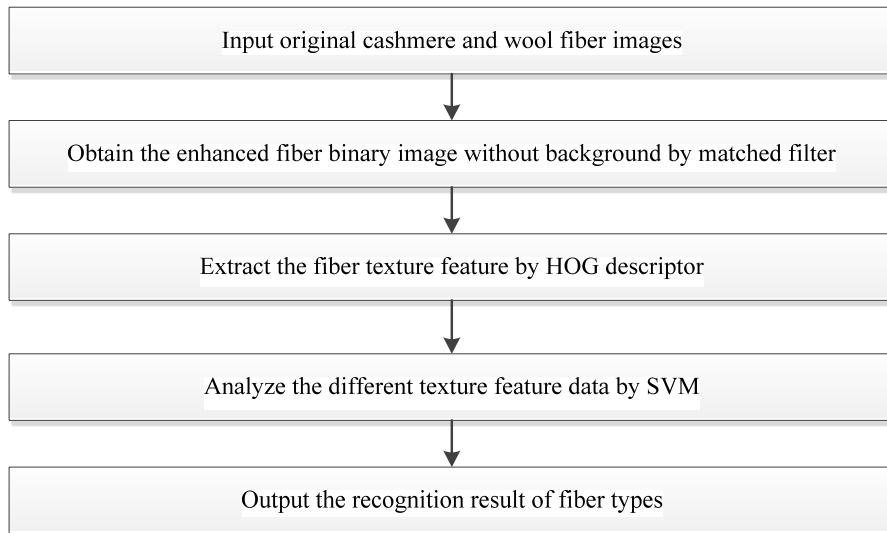 Input original cashmere and wool fiber images
Obtain the enhanced fiber binary image without background by matched filter
Extract the fiber texture feature by HOG descriptor
Analyze the different texture feature data by SVM
Output the recognition result of fiber types